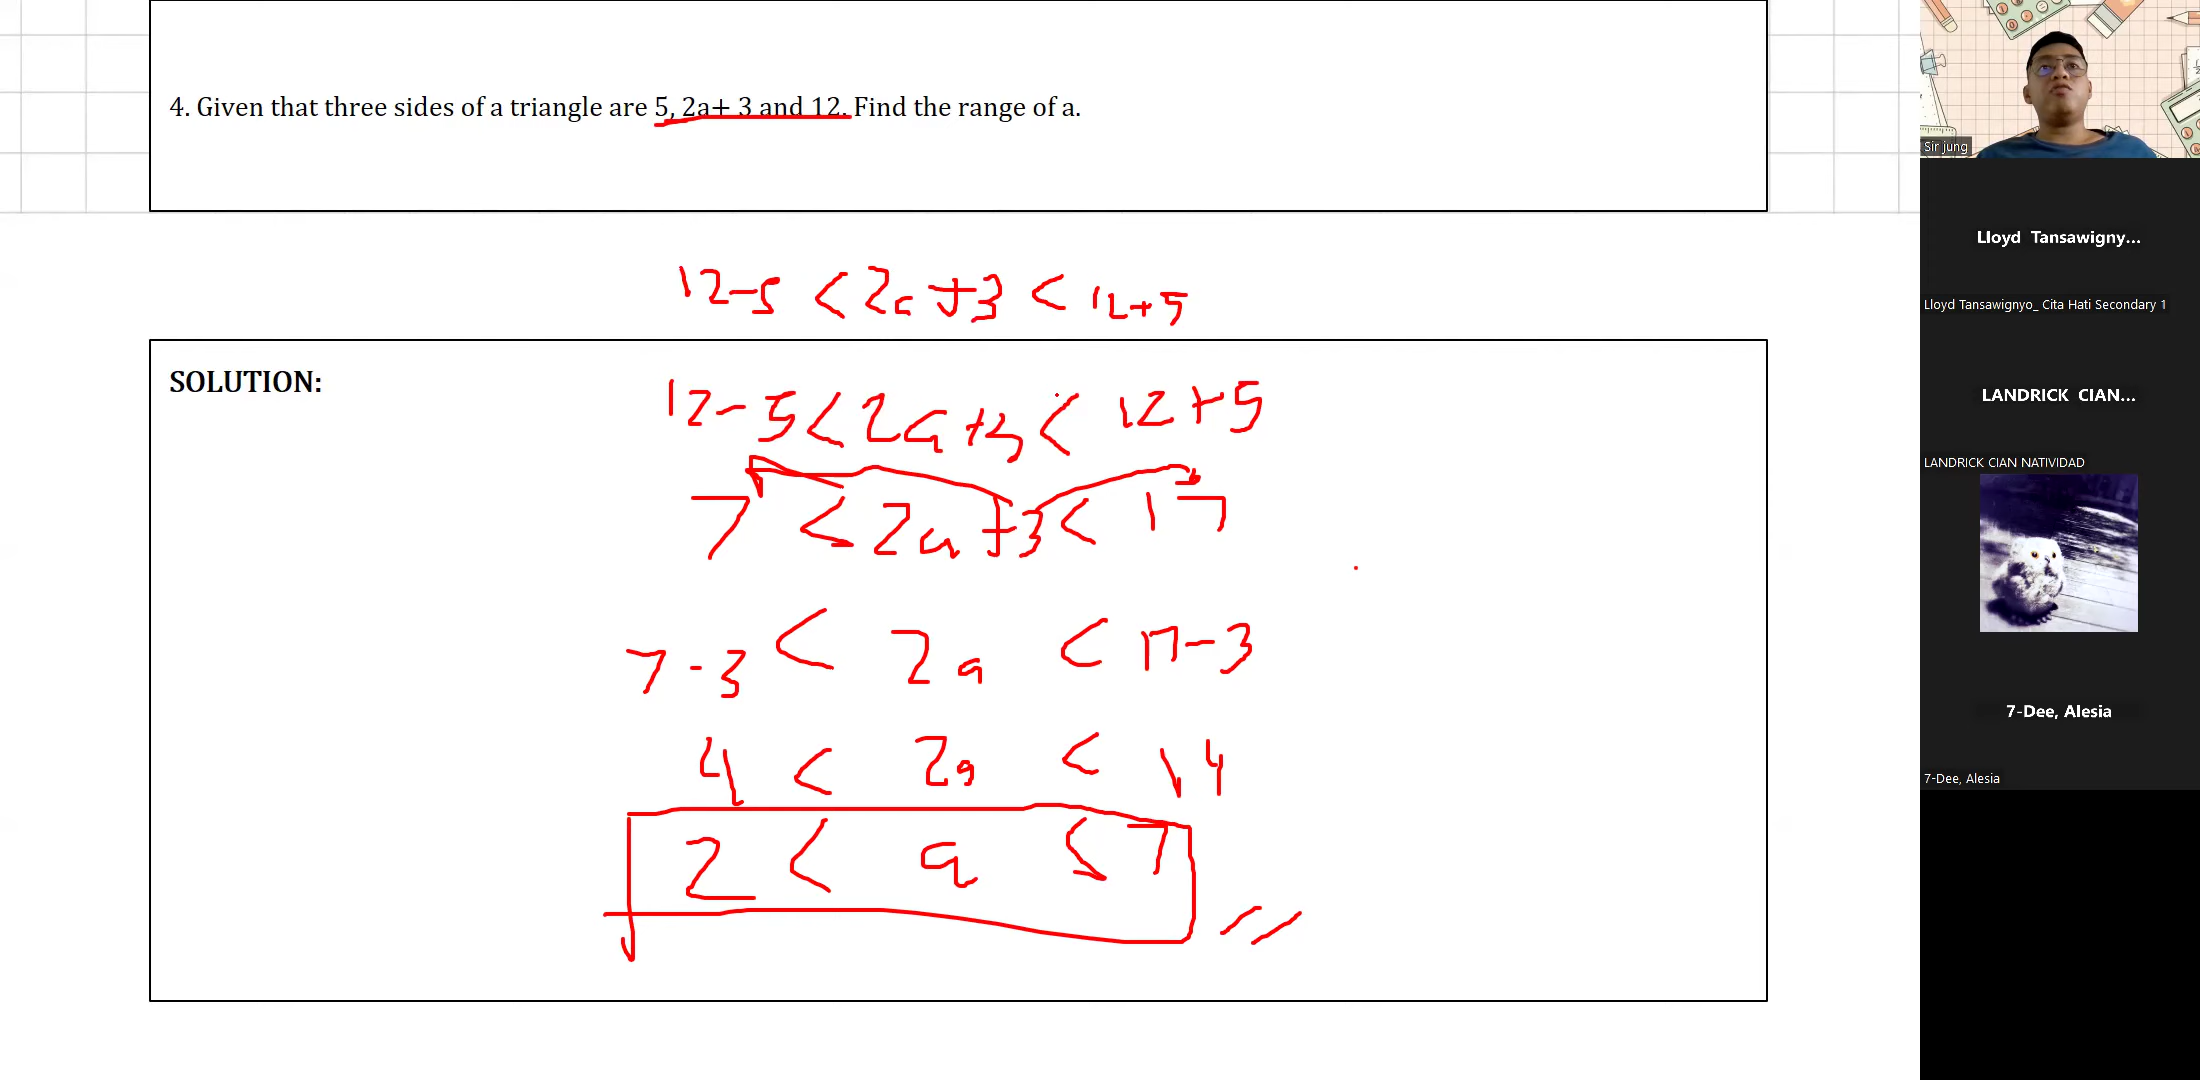 4. Given that three sides of a triangle are 5, 2a+ 3 and 12. Find the range of a.
12-5 < 2a+3 < 12+5
SOLUTION:
12-5 < 2a+3 < 12+5
7 < 2a+3 < 17
7-3 < 2a < 17-3
4 < 2a < 14
2 < a < 7
Sir jung
Lloyd Tansawigny...
Lloyd Tansawignyo_ Cita Hati Secondary 1
LANDRICK CIAN...
LANDRICK CIAN NATIVIDAD
7-Dee, Alesia
7-Dee, Alesia